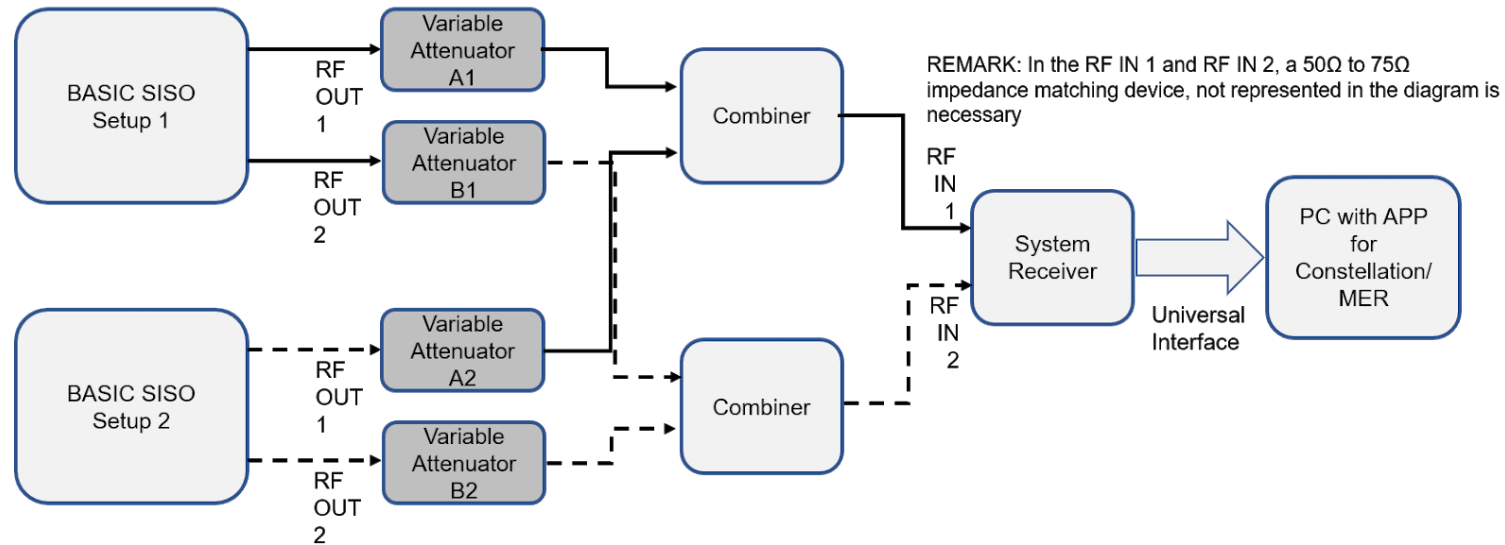 BASIC SISO
Setup 1
RF
OUT
1
RF
OUT
2
Variable
Attenuator
A1
Variable
Attenuator
B1
Combiner
REMARK: In the RF IN 1 and RF IN 2, a 50Ω to 75Ω
impedance matching device, not represented in the diagram is
necessary
RF
IN
1
System
Receiver
PC with APP
for
Constellation/
MER
Universal
Interface
RF
IN
2
BASIC SISO
Setup 2
RF
OUT
1
RF
OUT
2
Variable
Attenuator
A2
Variable
Attenuator
B2
Combiner